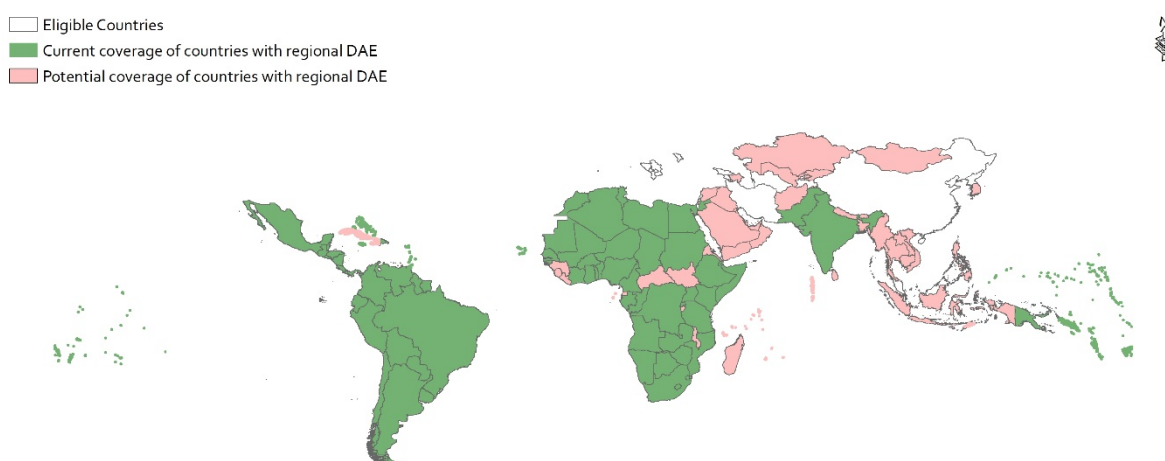 Eligible Countries
Current coverage of countries with regional DAE
Potential coverage of countries with regional DAE